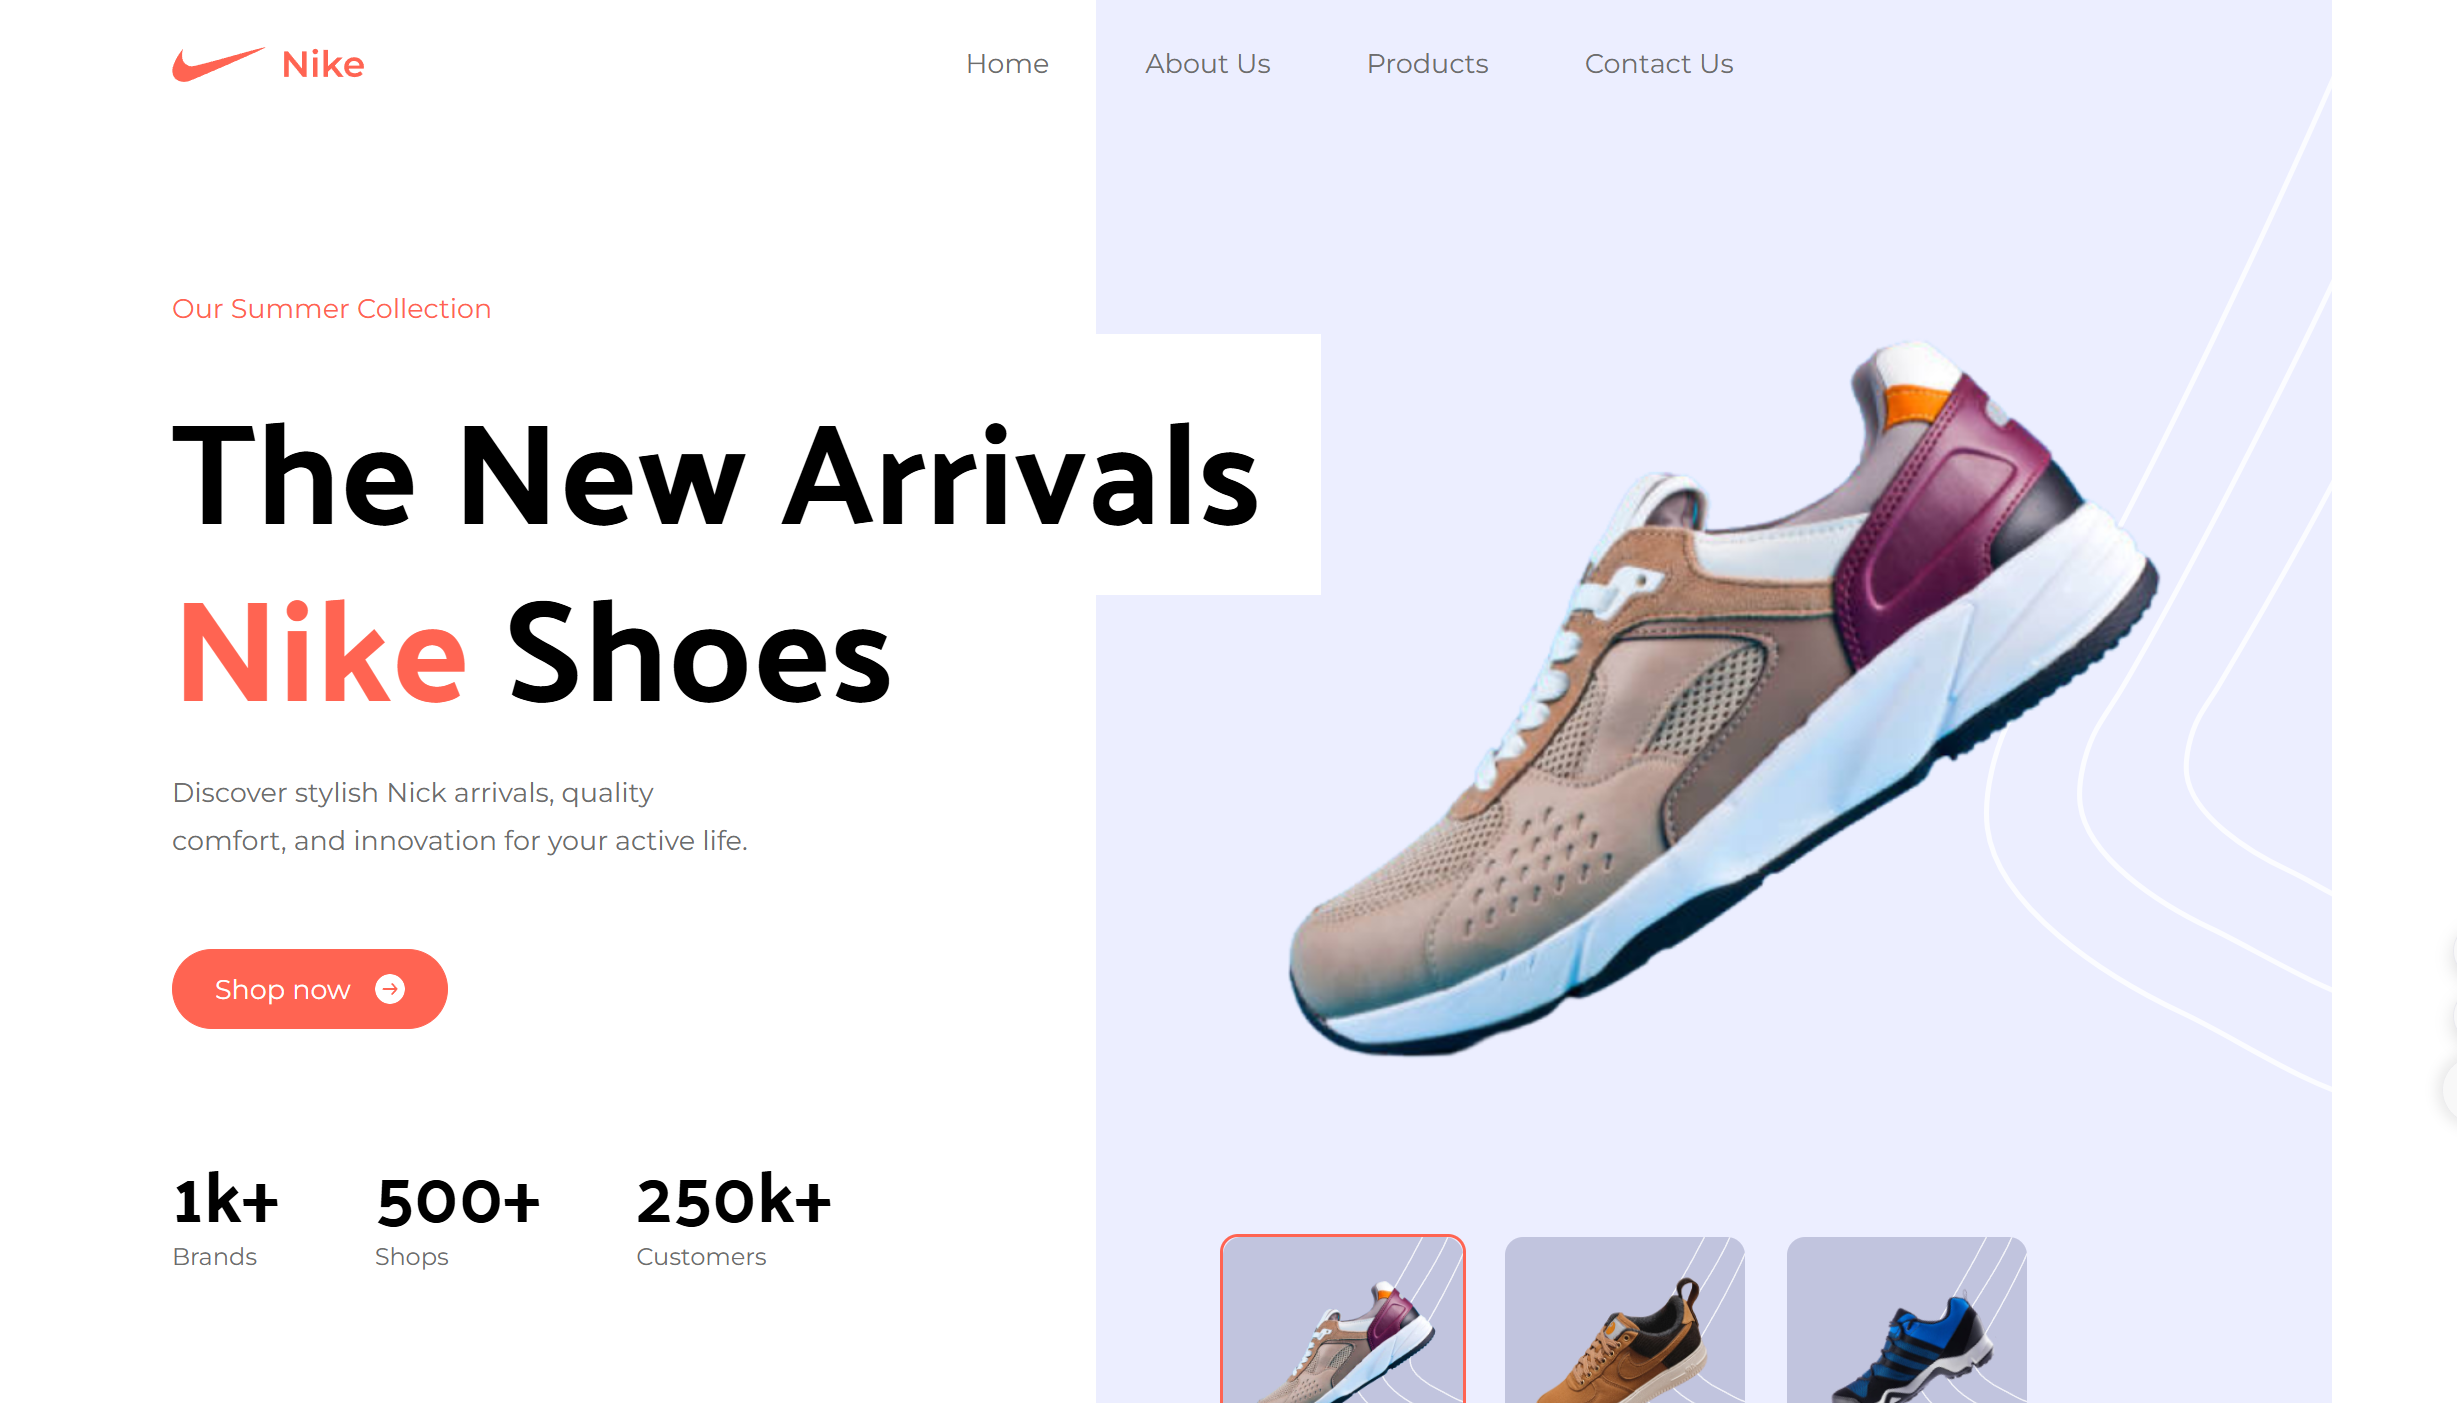 Nike
Home About Us Products Contact Us
Our Summer Collection
The New Arrivals
Nike Shoes
Discover stylish Nick arrivals, quality
comfort, and innovation for your active life.
Shop now
1k+ 500+ 250k+
Brands Shops Customers